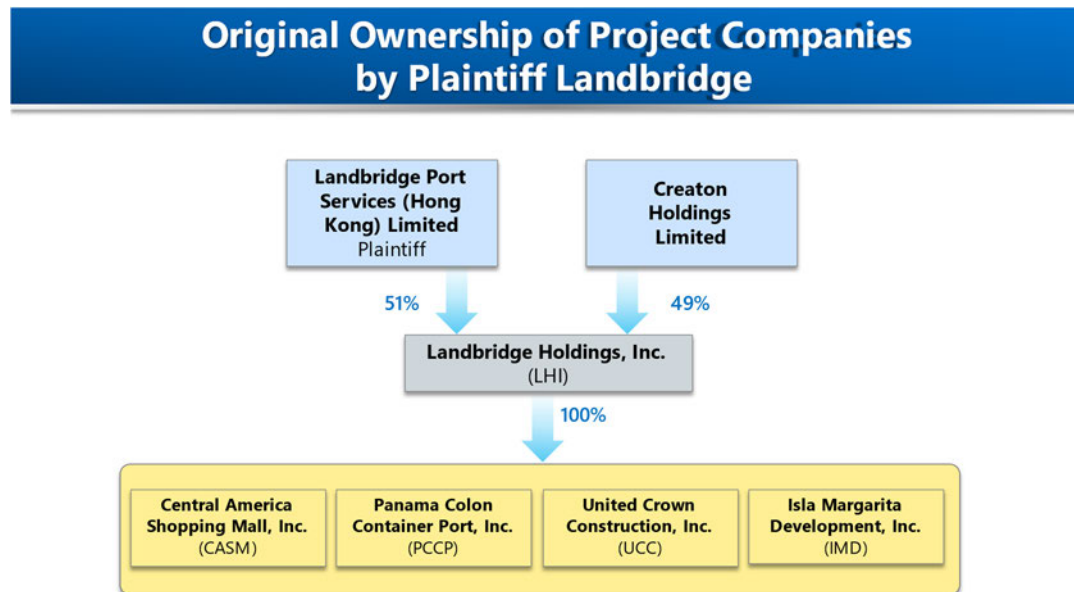 Original Ownership of Project Companies
by Plaintiff Landbridge
Landbridge Port
Services (Hong
Kong) Limited
Plaintiff
Creaton
Holdings
Limited
51%
49%
Landbridge Holdings, Inc.
(LHI)
100%
Central America
Shopping Mall, Inc.
(CASM)
Panama Colon
Container Port, Inc.
(PCCP)
United Crown
Construction, Inc.
(UCC)
Isla Margarita
Development, Inc.
(IMD)